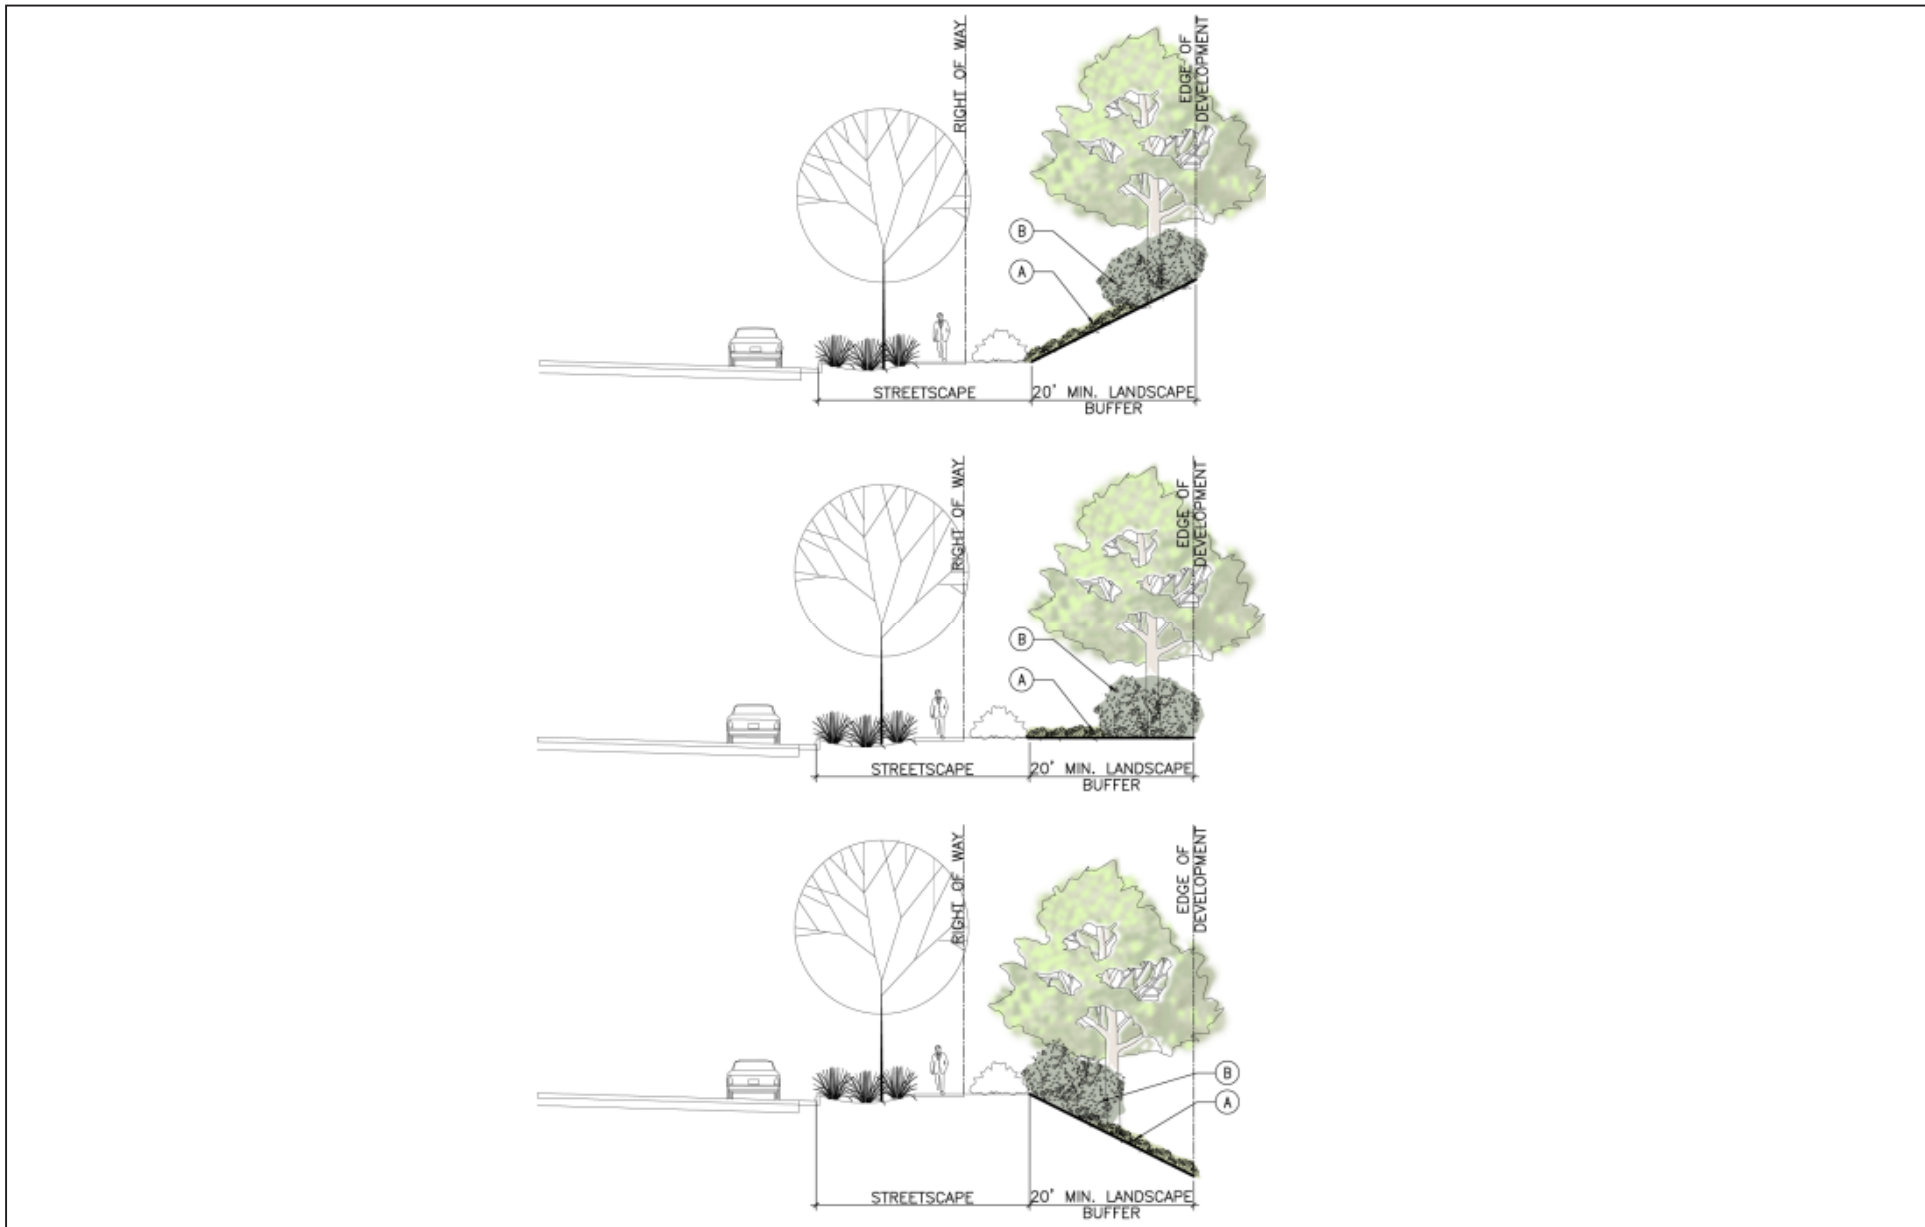 RIGHT OF WAY
EDGE OF
DEVELOPMENT
B
A
STREETSCAPE
20' MIN. LANDSCAPE
BUFFER
RIGHT OF WAY
EDGE OF
DEVELOPMENT
B
A
STREETSCAPE
20' MIN. LANDSCAPE
BUFFER
RIGHT OF WAY
EDGE OF
DEVELOPMENT
B
A
STREETSCAPE
20' MIN. LANDSCAPE
BUFFER